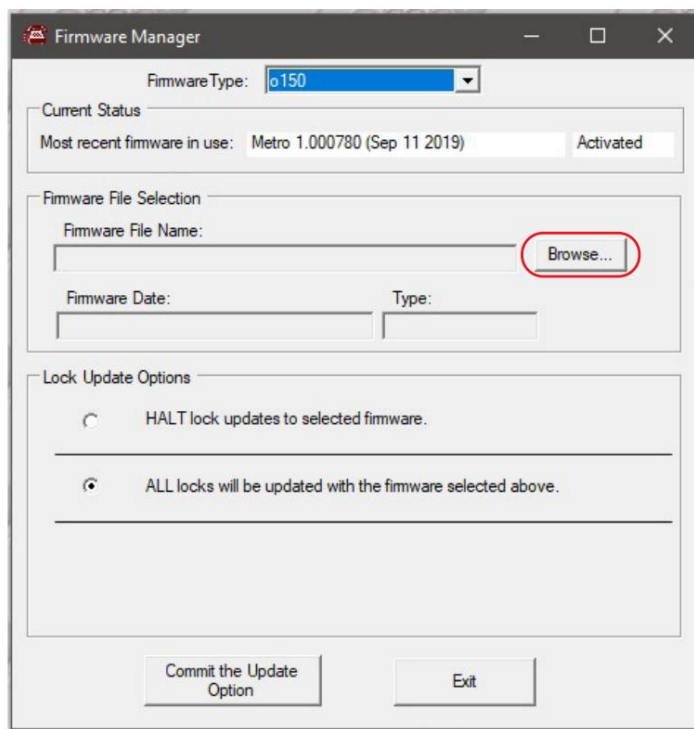 Firmware Manager
FirmwareType: o150
Current Status
Most recent firmware in use: Metro 1.000780 (Sep 11 2019) Activated
Firmware File Selection
Firmware File Name:
Browse...
Firmware Date: Type:
Lock Update Options
HALT lock updates to selected firmware.
ALL locks will be updated with the firmware selected above.
Commit the Update
Option
Exit